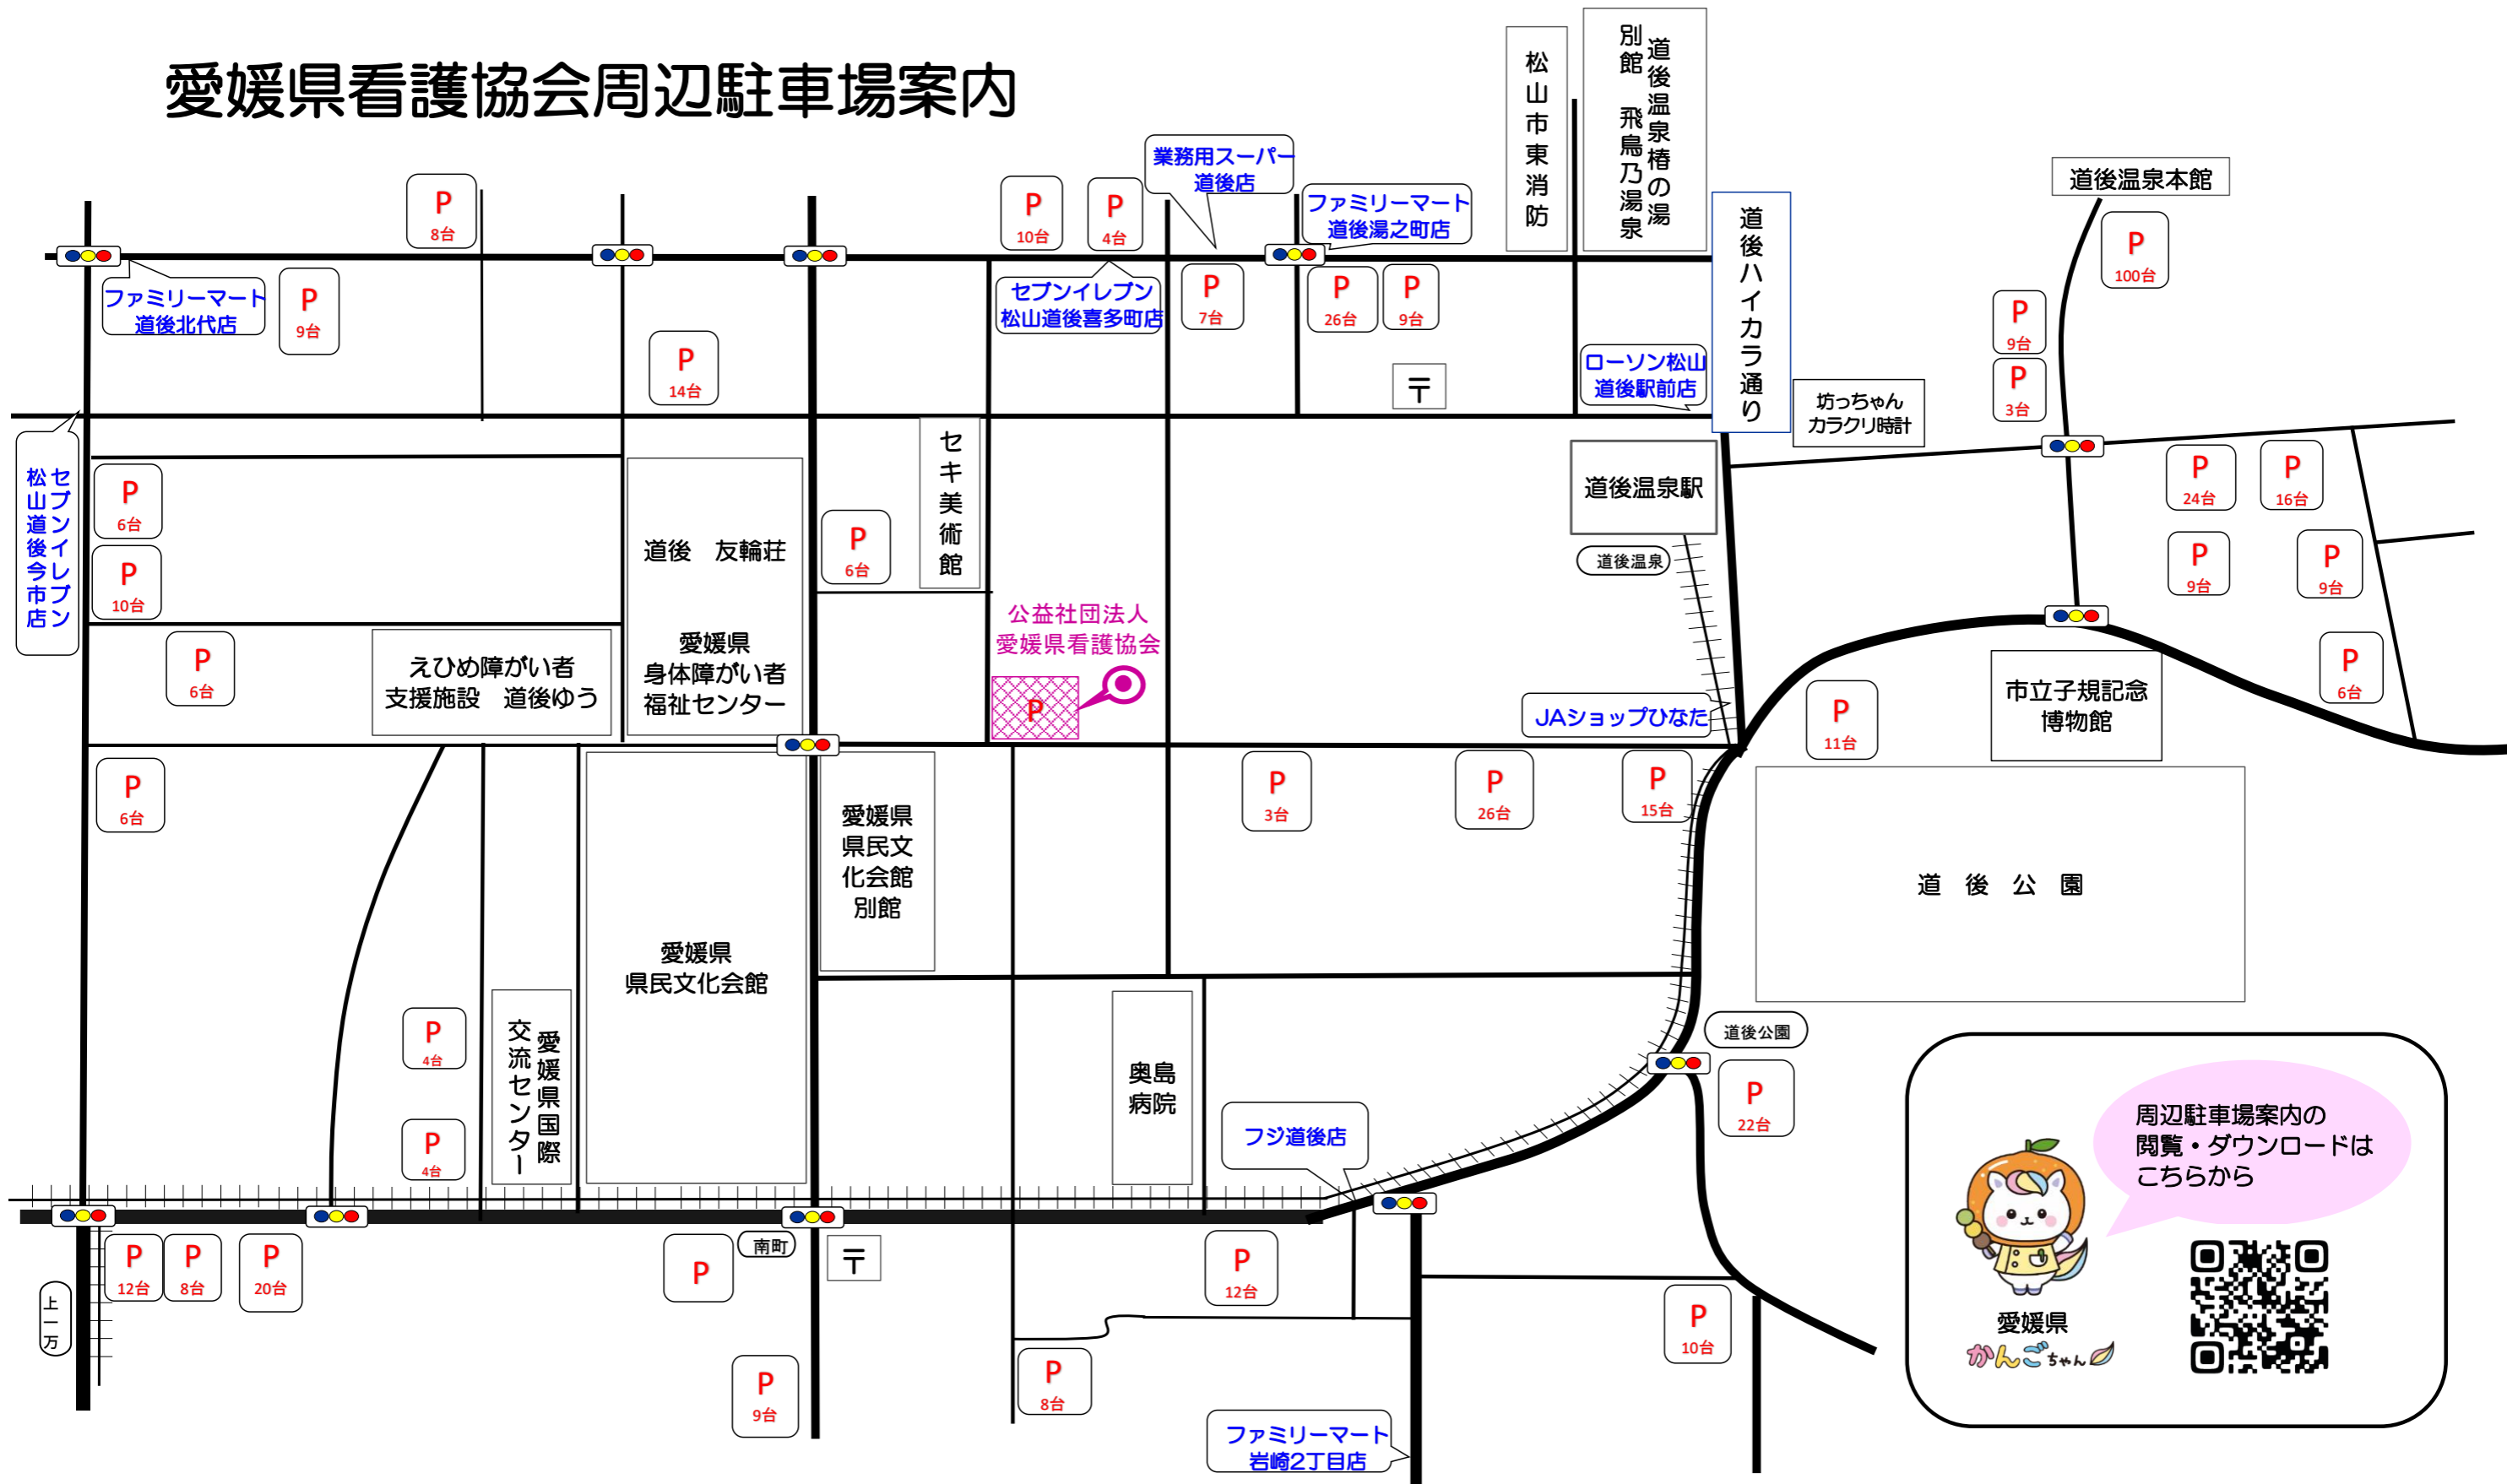 愛媛県看護協会周辺駐車場案内
松山市東消防
道後温泉椿の湯
別館　飛鳥乃湯泉
道後温泉本館
P
8台
P
10台
P
4台
業務用スーパー
道後店
ファミリーマート
道後湯之町店
道後ハイカラ通り
P
100台
ファミリーマート
道後北代店
P
9台
セブンイレブン
松山道後喜多町店
P
7台
P
26台
P
9台
P
9台
P
3台
P
14台
〒
ローソン松山
道後駅前店
坊っちゃん
カラクリ時計
セブンイレブン
松山道後今市店
P
6台
P
10台
道後　友輪荘
P
6台
セキ美術館
道後温泉駅
道後温泉
P
24台
P
16台
P
9台
P
9台
P
6台
P
6台
えひめ障がい者
支援施設　道後ゆう
愛媛県
身体障がい者
福祉センター
公益社団法人
愛媛県看護協会
P
JAショップひなた
P
11台
市立子規記念
博物館
P
6台
愛媛県
県民文
化会館
別館
P
3台
P
26台
P
15台
道　後　公　園
愛媛県
県民文化会館
P
4台
P
4台
愛媛県国際
交流センター
奥島
病院
フジ道後店
道後公園
P
22台
上一万
P
12台
P
8台
P
20台
P
南町
〒
P
12台
P
9台
P
8台
P
10台
ファミリーマート
岩崎2丁目店
周辺駐車場案内の
閲覧・ダウンロードは
こちらから
愛媛県
かんごちゃん